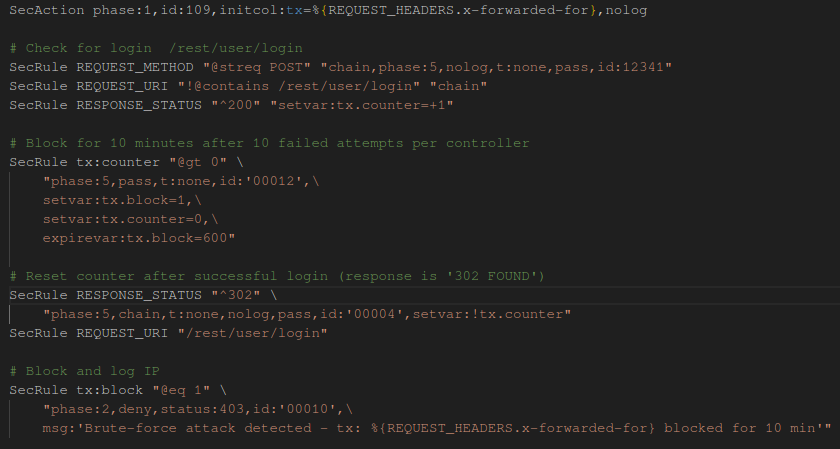 SecAction phase:1,id:109,initcol:tx=%{REQUEST_HEADERS.x-forwarded-for},nolog
# Check for login  /rest/user/login
SecRule REQUEST_METHOD "@streq POST" "chain,phase:5,nolog,t:none,pass,id:12341"
SecRule REQUEST_URI "!@contains /rest/user/login" "chain"
SecRule RESPONSE_STATUS "^200" "setvar:tx.counter=+1"
# Block for 10 minutes after 10 failed attempts per controller
SecRule tx:counter "@gt 0" \
"phase:5,pass,t:none,id:'00012',\
setvar:tx.block=1,\
setvar:tx.counter=0,\
expirevar:tx.block=600"
# Reset counter after successful login (response is '302 FOUND')
SecRule RESPONSE_STATUS "^302" \
"phase:5,chain,t:none,nolog,pass,id:'00004',setvar:!tx.counter"
SecRule REQUEST_URI "/rest/user/login"
# Block and log IP
SecRule tx:block "@eq 1" \
"phase:2,deny,status:403,id:'00010',\
msg:'Brute-force attack detected - tx: %{REQUEST_HEADERS.x-forwarded-for} blocked for 10 min'"